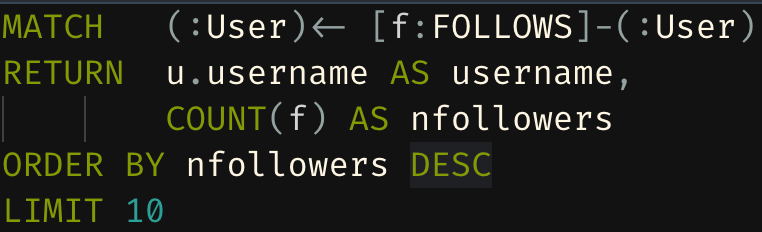 MATCH   (:User)<- [f:FOLLOWS]-(:User)
RETURN  u.username AS username,
        COUNT(f) AS nfollowers
ORDER BY nfollowers DESC
LIMIT 10